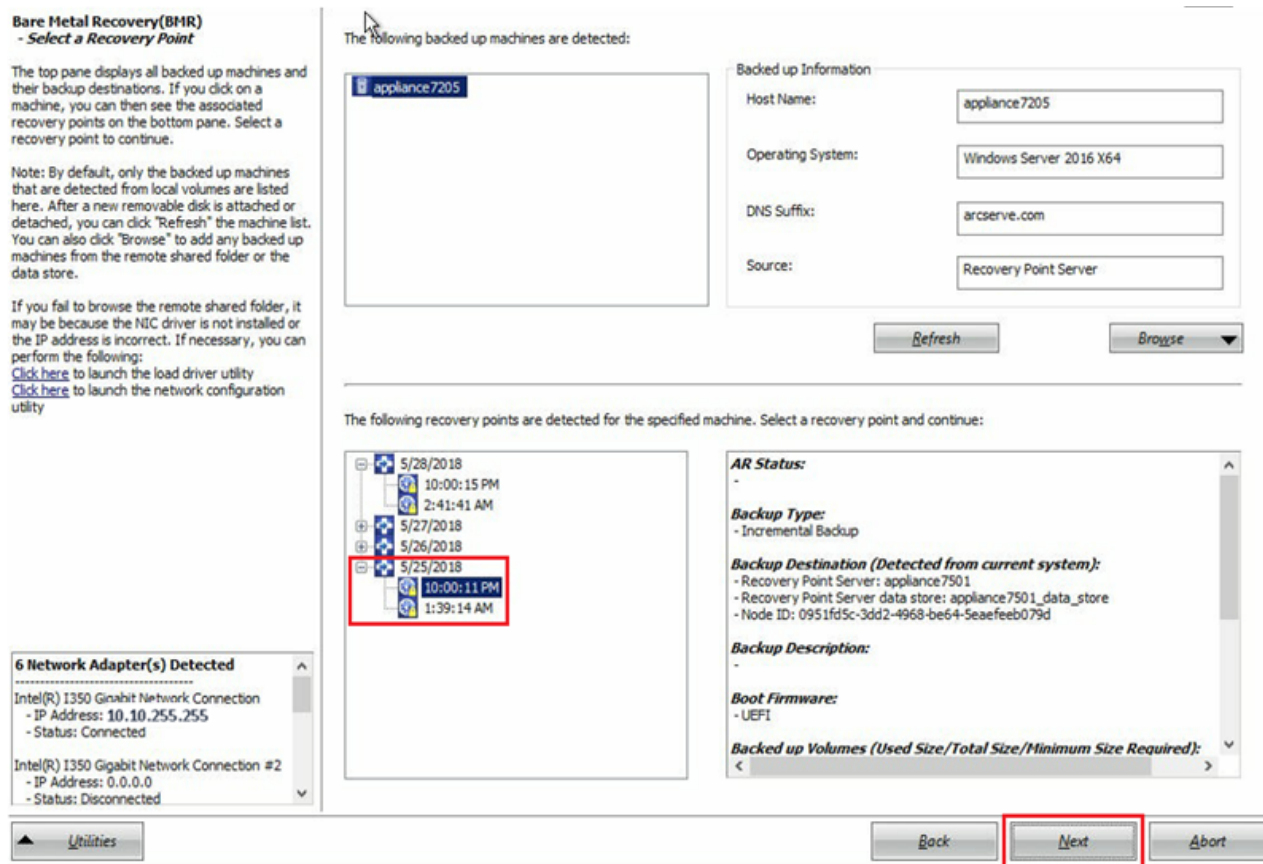 Bare Metal Recovery(BMR)
- Select a Recovery Point
The top pane displays all backed up machines and
their backup destinations. If you click on a
machine, you can then see the associated
recovery points on the bottom pane. Select a
recovery point to continue.
Note: By default, only the backed up machines
that are detected from local volumes are listed
here. After a new removable disk is attached or
detached, you can click "Refresh" the machine list.
You can also click "Browse" to add any backed up
machines from the remote shared folder or the
data store.
If you fail to browse the remote shared folder, it
may be because the NIC driver is not installed or
the IP address is incorrect. If necessary, you can
perform the following:
Click here to launch the load driver utility
Click here to launch the network configuration
utility
6 Network Adapter(s) Detected
-------------------------------------
Intel(R) I350 Gigabit Network Connection
- IP Address: 10.10.255.255
- Status: Connected
Intel(R) I350 Gigabit Network Connection #2
- IP Address: 0.0.0.0
- Status: Disconnected
The following backed up machines are detected:
appliance7205
Backed up Information
Host Name: appliance7205
Operating System: Windows Server 2016 X64
DNS Suffix: arcserve.com
Source: Recovery Point Server
Refresh Browse
The following recovery points are detected for the specified machine. Select a recovery point and continue:
5/28/2018
10:00:15 PM
2:41:41 AM
5/27/2018
5/26/2018
5/25/2018
10:00:11 PM
1:39:14 AM
AR Status:
-
Backup Type:
- Incremental Backup
Backup Destination (Detected from current system):
- Recovery Point Server: appliance7501
- Recovery Point Server data store: appliance7501_data_store
- Node ID: 0951fd5c-3dd2-4968-be64-5eaefeeb079d
Backup Description:
-
Boot Firmware:
- UEFI
Backed up Volumes (Used Size/Total Size/Minimum Size Required):
Utilities Back Next Abort